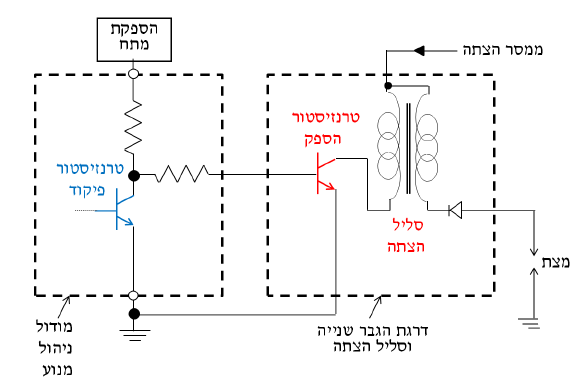 הספקת
מתח
ממסר הצתה
טרנזיסטור
הספק
טרנזיסטור
פיקוד
סליל
הצתה
מצת
מודול
ניהול
מנוע
דרגת הגבר שנייה
וסליל הצתה